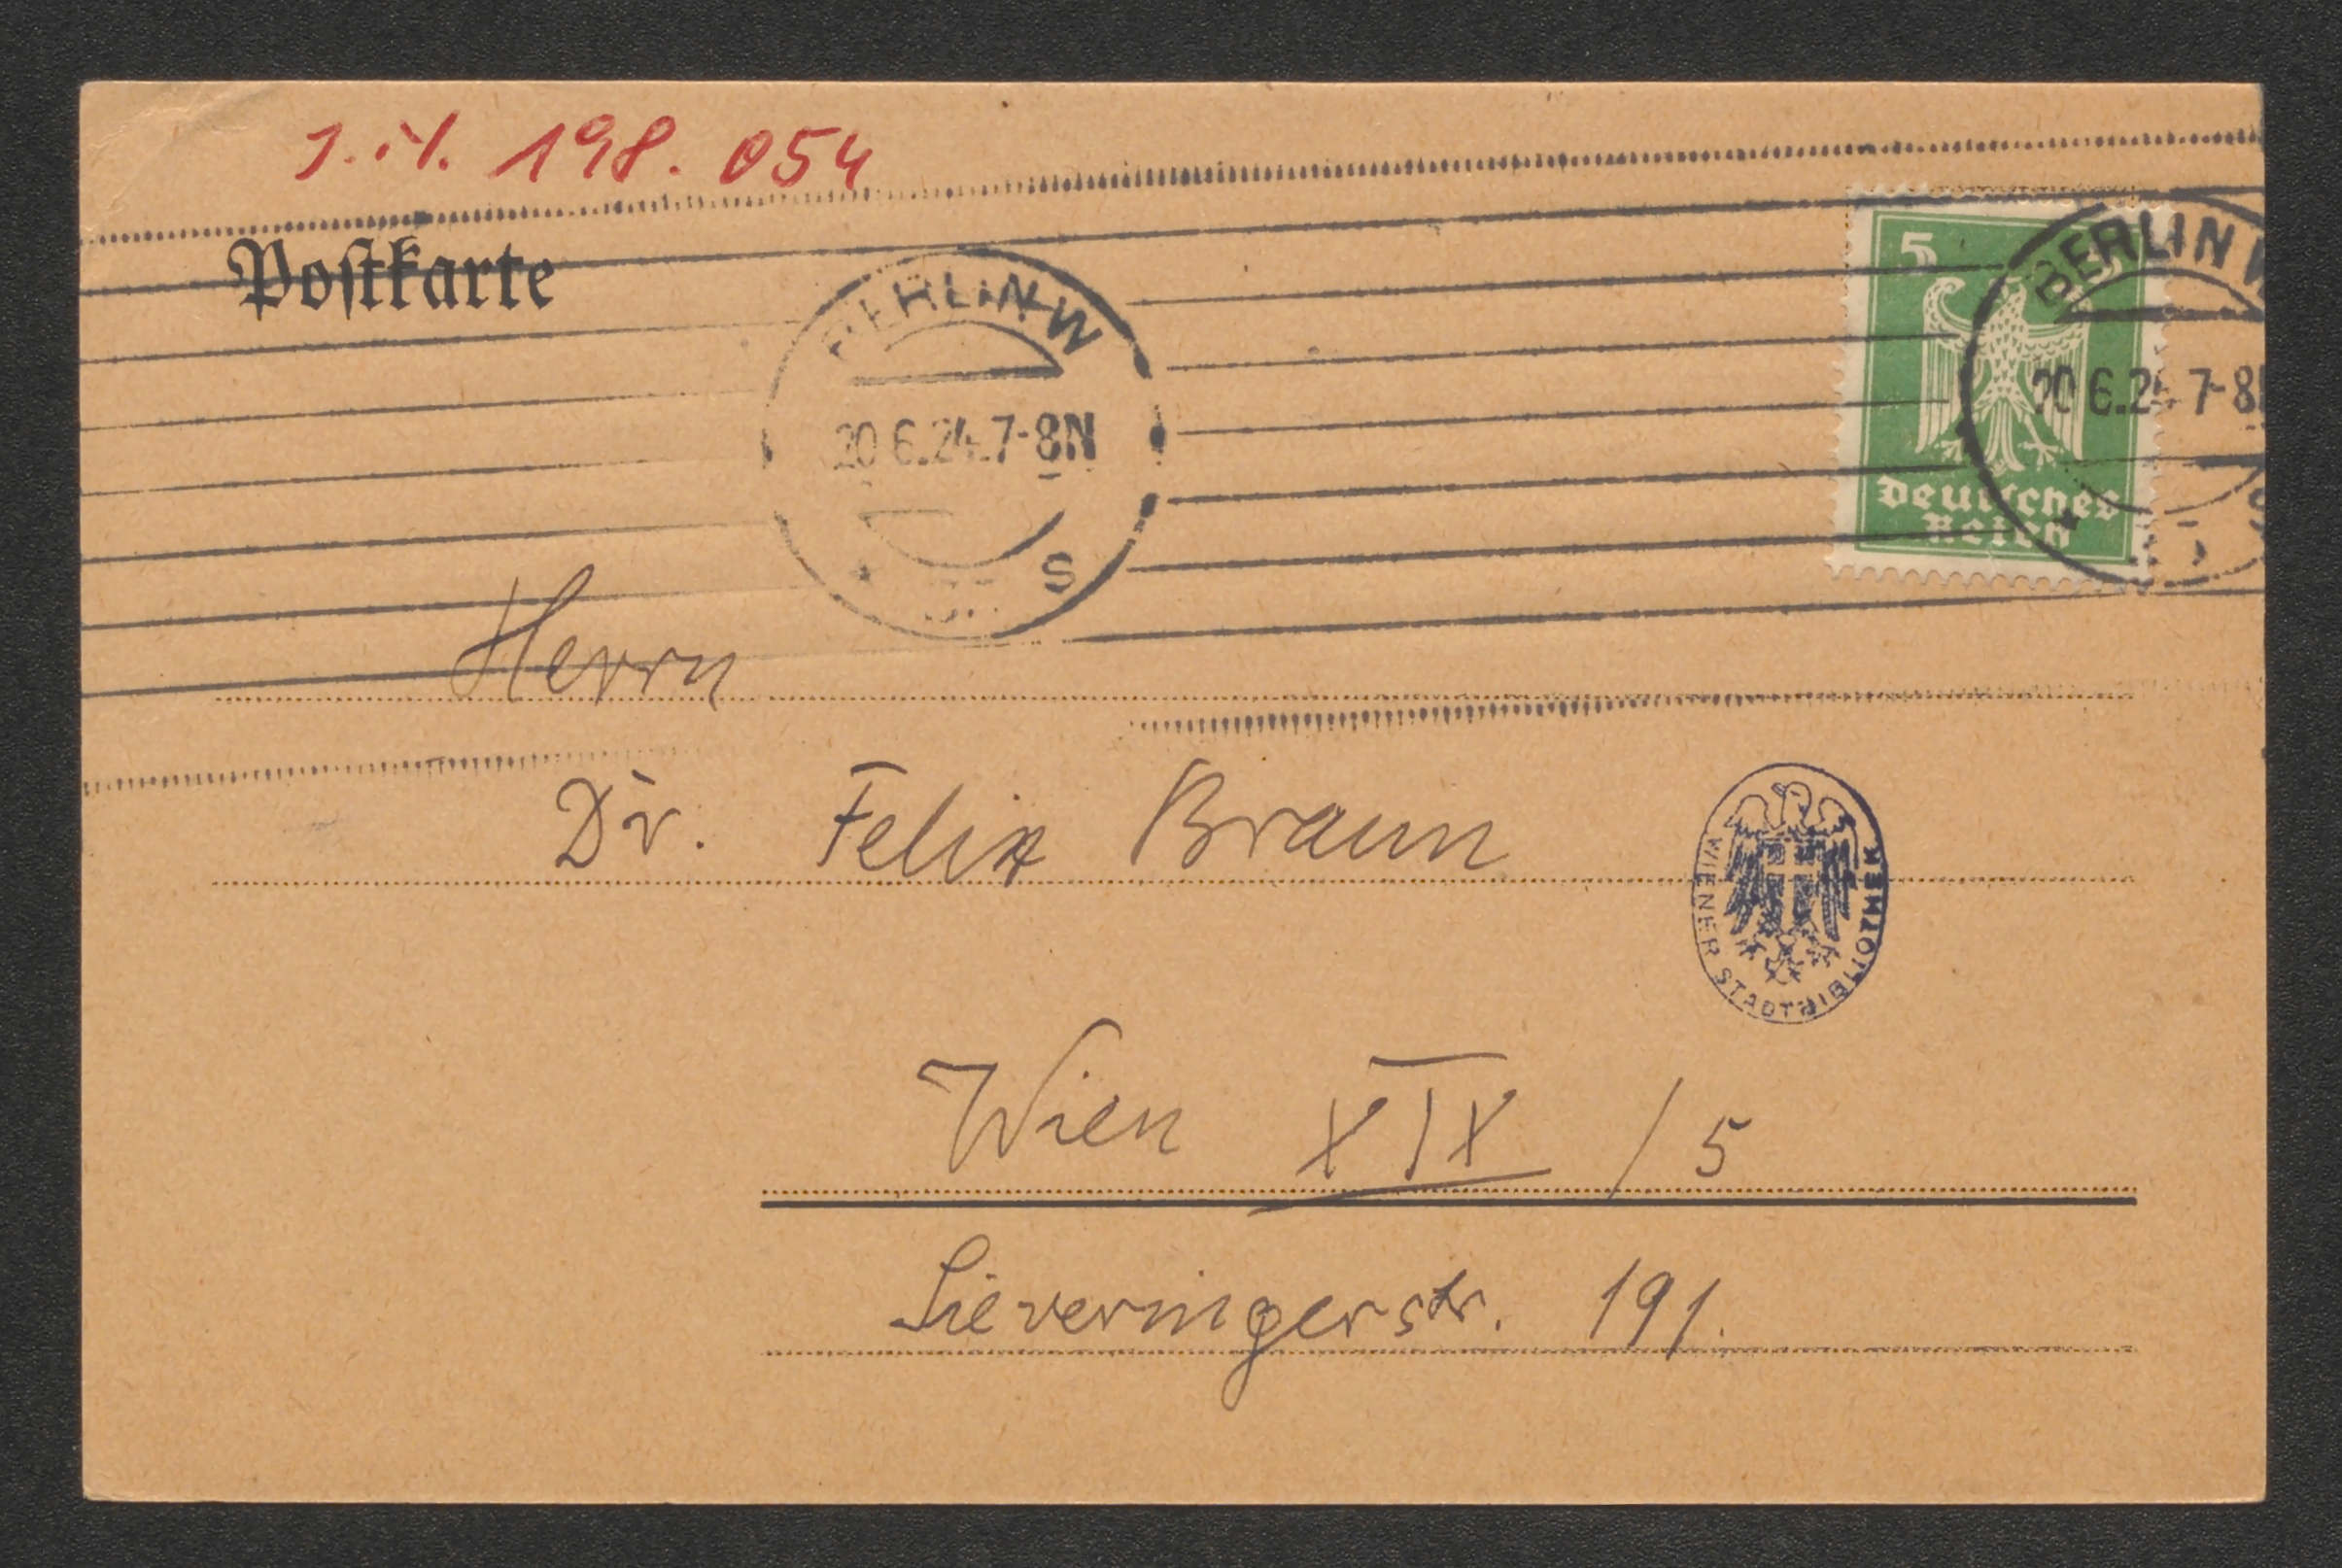 J.N. 198.054
Postkarte
BERLIN W
20.6.24.7-8N
S
5
Deutsches
Reich
BERLIN W
20.6.24.7-8N
Herrn
Dr. Felix Braun
WIENER STADTBIBLIOTHEK
Wien XIX / 5
Sieveringerstr. 191.